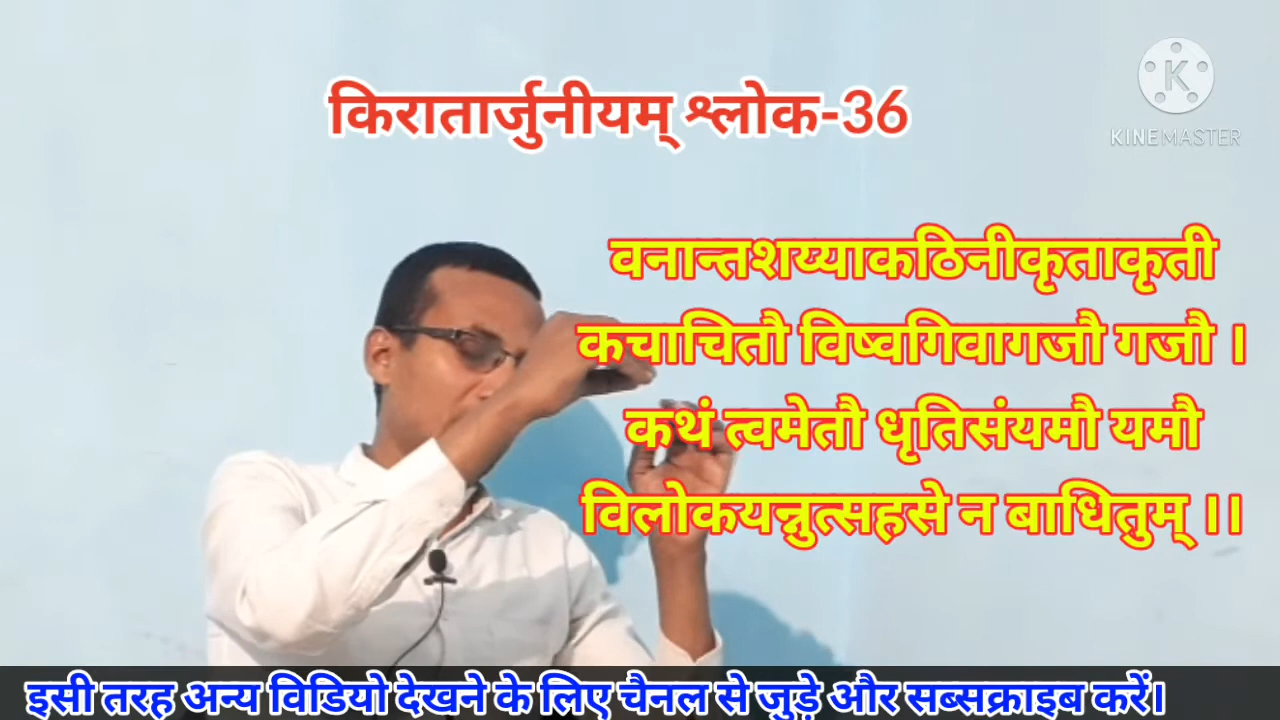 किरातार्जुनीयम् श्लोक-36
KINEMASTER
वनान्तशय्याकठिनीकृताकृती
कचाचितौ विष्वगिवागजौ गजौ ।
कथं त्वमेतौ धृतिसंयमौ यमौ
विलोकयन्नुत्सहसे न बाधितुम् ।।
इसी तरह अन्य विडियो देखने के लिए चैनल से जुड़े और सब्सक्राइब करें।